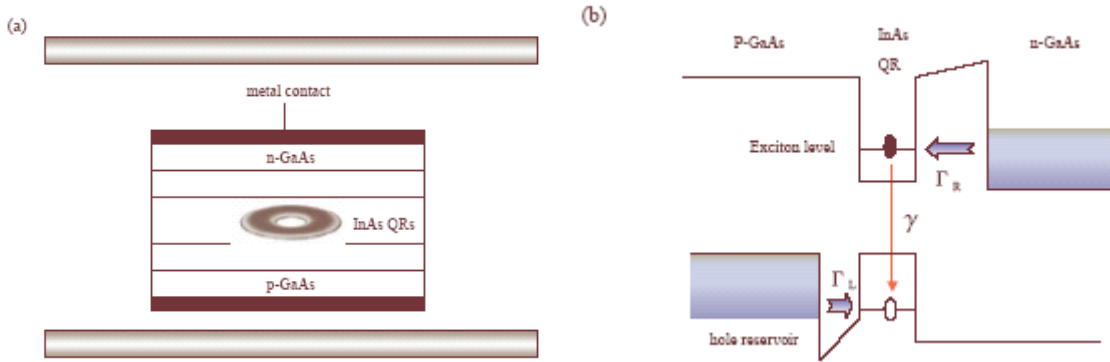 (a)
metal contact
n-GaAs
InAs QRs
p-GaAs
(b)
P-GaAs
InAs
QR
n-GaAs
Exciton level
Γ R
γ
Γ L
hole reservoir